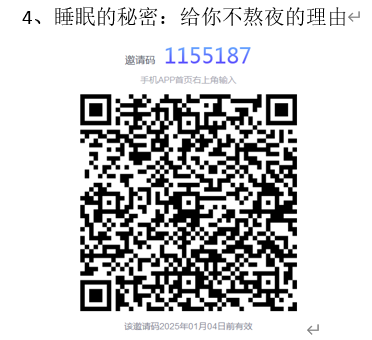 4、睡眠的秘密：给你不熬夜的理由↵
邀请码 1155187
手机APP首页右上角输入
该邀请码2025年01月04日前有效 ↵